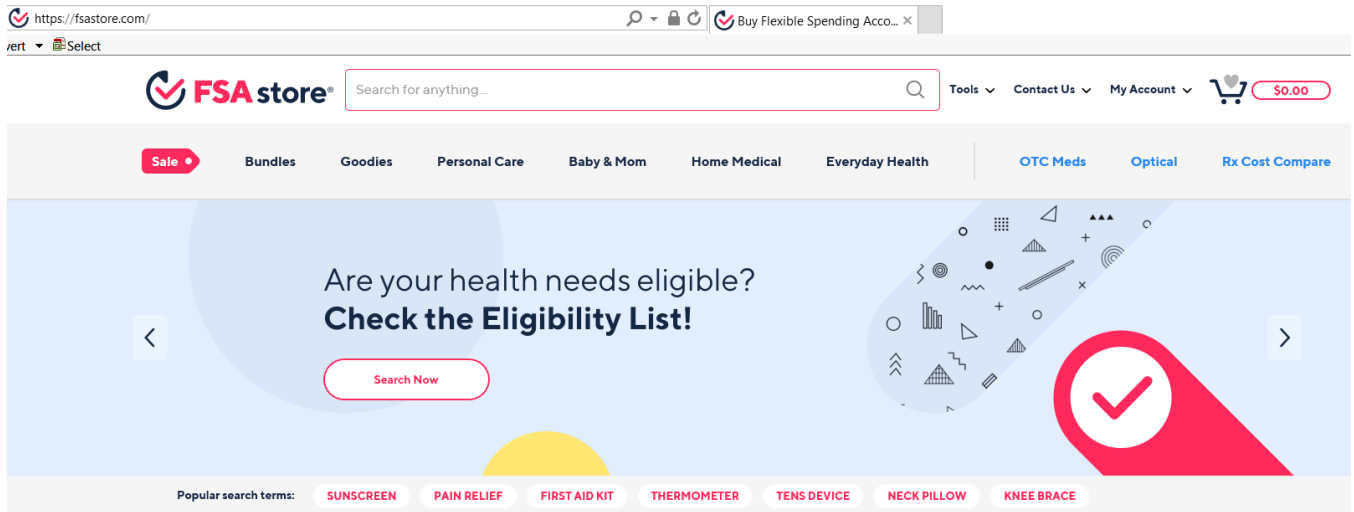 https://fsastore.com/
Buy Flexible Spending Acco...
vert
Select
FSA store®
Search for anything...
Tools
Contact Us
My Account
$0.00
Sale
Bundles
Goodies
Personal Care
Baby & Mom
Home Medical
Everyday Health
OTC Meds
Optical
Rx Cost Compare
Are your health needs eligible?
Check the Eligibility List!
Search Now
Popular search terms:
SUNSCREEN
PAIN RELIEF
FIRST AID KIT
THERMOMETER
TENS DEVICE
NECK PILLOW
KNEE BRACE